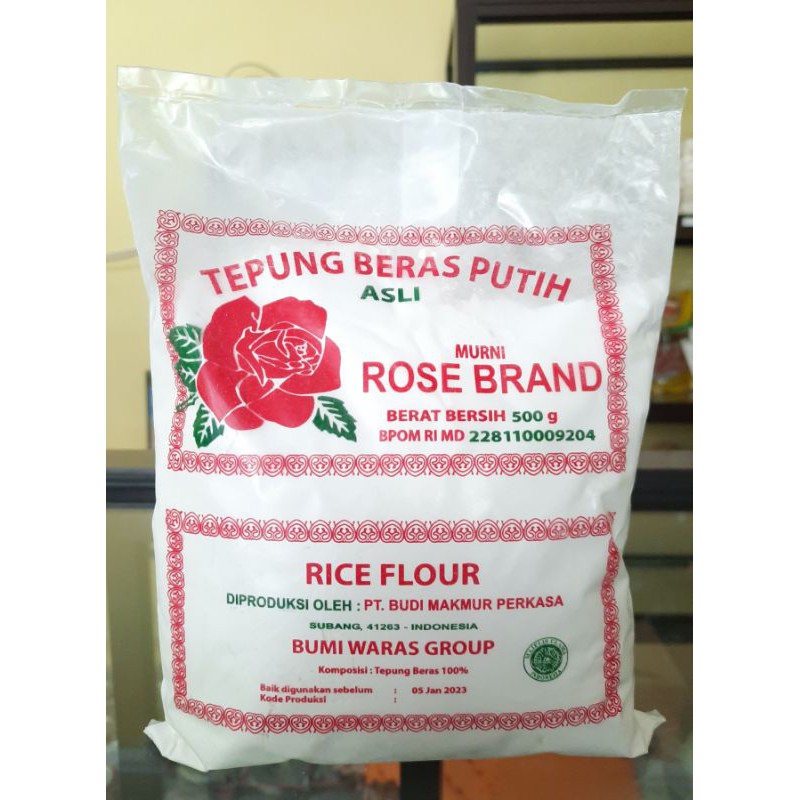 TEPUNG BERAS PUTIH
ASLI
MURNI
ROSE BRAND
BERAT BERSIH 500 g
BPOM RI MD 228110009204
RICE FLOUR
DIPRODUKSI OLEH : PT. BUDI MAKMUR PERKASA
SUBANG, 41263 - INDONESIA
BUMI WARAS GROUP
Komposisi : Tepung Beras 100%
Baik digunakan sebelum : 05 Jan 2023
Kode Produksi :
INDONESIA